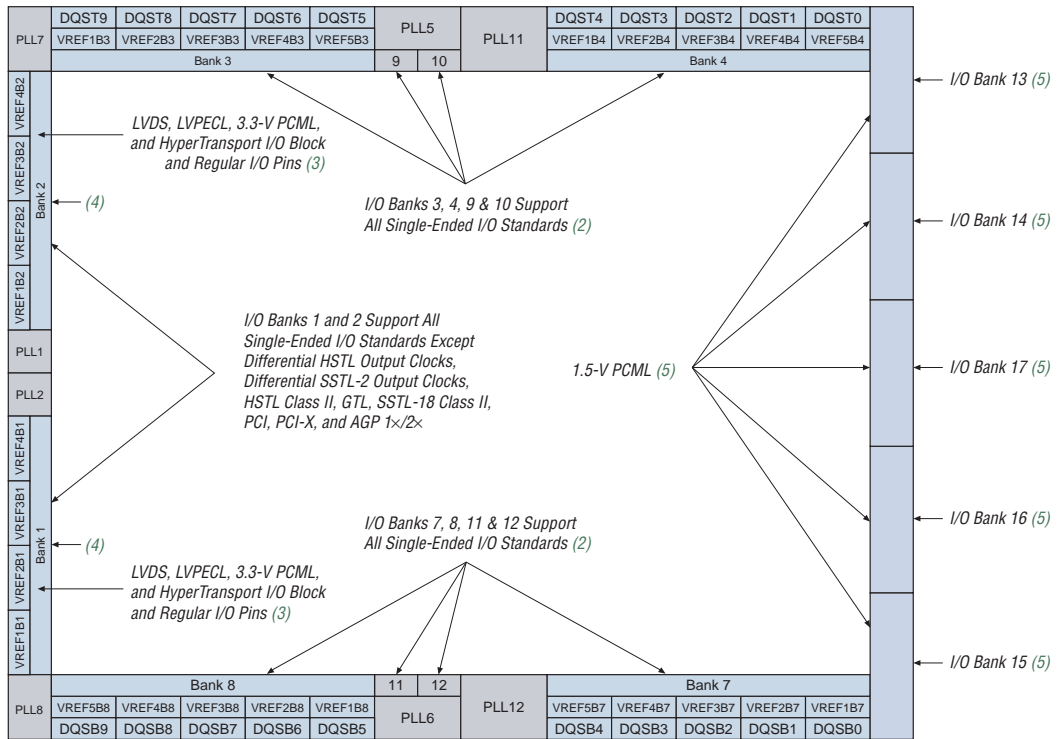 PLL7 DQST9 DQST8 DQST7 DQST6 DQST5 PLL5 PLL11 DQST4 DQST3 DQST2 DQST1 DQST0
VREF1B3 VREF2B3 VREF3B3 VREF4B3 VREF5B3 VREF1B4 VREF2B4 VREF3B4 VREF4B4 VREF5B4
Bank 3 9 10 Bank 4
VREF4B2
VREF3B2
VREF2B2
VREF1B2
Bank 2
LVDS, LVPECL, 3.3-V PCML,
and HyperTransport I/O Block
and Regular I/O Pins (3)
(4)
I/O Banks 3, 4, 9 & 10 Support
All Single-Ended I/O Standards (2)
I/O Bank 13 (5)
I/O Bank 14 (5)
PLL1
PLL2
I/O Banks 1 and 2 Support All
Single-Ended I/O Standards Except
Differential HSTL Output Clocks,
Differential SSTL-2 Output Clocks,
HSTL Class II, GTL, SSTL-18 Class II,
PCI, PCI-X, and AGP 1×/2×
1.5-V PCML (5)
I/O Bank 17 (5)
VREF4B1
VREF3B1
VREF2B1
VREF1B1
Bank 1
(4)
I/O Banks 7, 8, 11 & 12 Support
All Single-Ended I/O Standards (2)
I/O Bank 16 (5)
LVDS, LVPECL, 3.3-V PCML,
and HyperTransport I/O Block
and Regular I/O Pins (3)
I/O Bank 15 (5)
Bank 8 11 12 Bank 7
PLL8 VREF5B8 VREF4B8 VREF3B8 VREF2B8 VREF1B8 PLL6 PLL12 VREF5B7 VREF4B7 VREF3B7 VREF2B7 VREF1B7
DQSB9 DQSB8 DQSB7 DQSB6 DQSB5 DQSB4 DQSB3 DQSB2 DQSB1 DQSB0